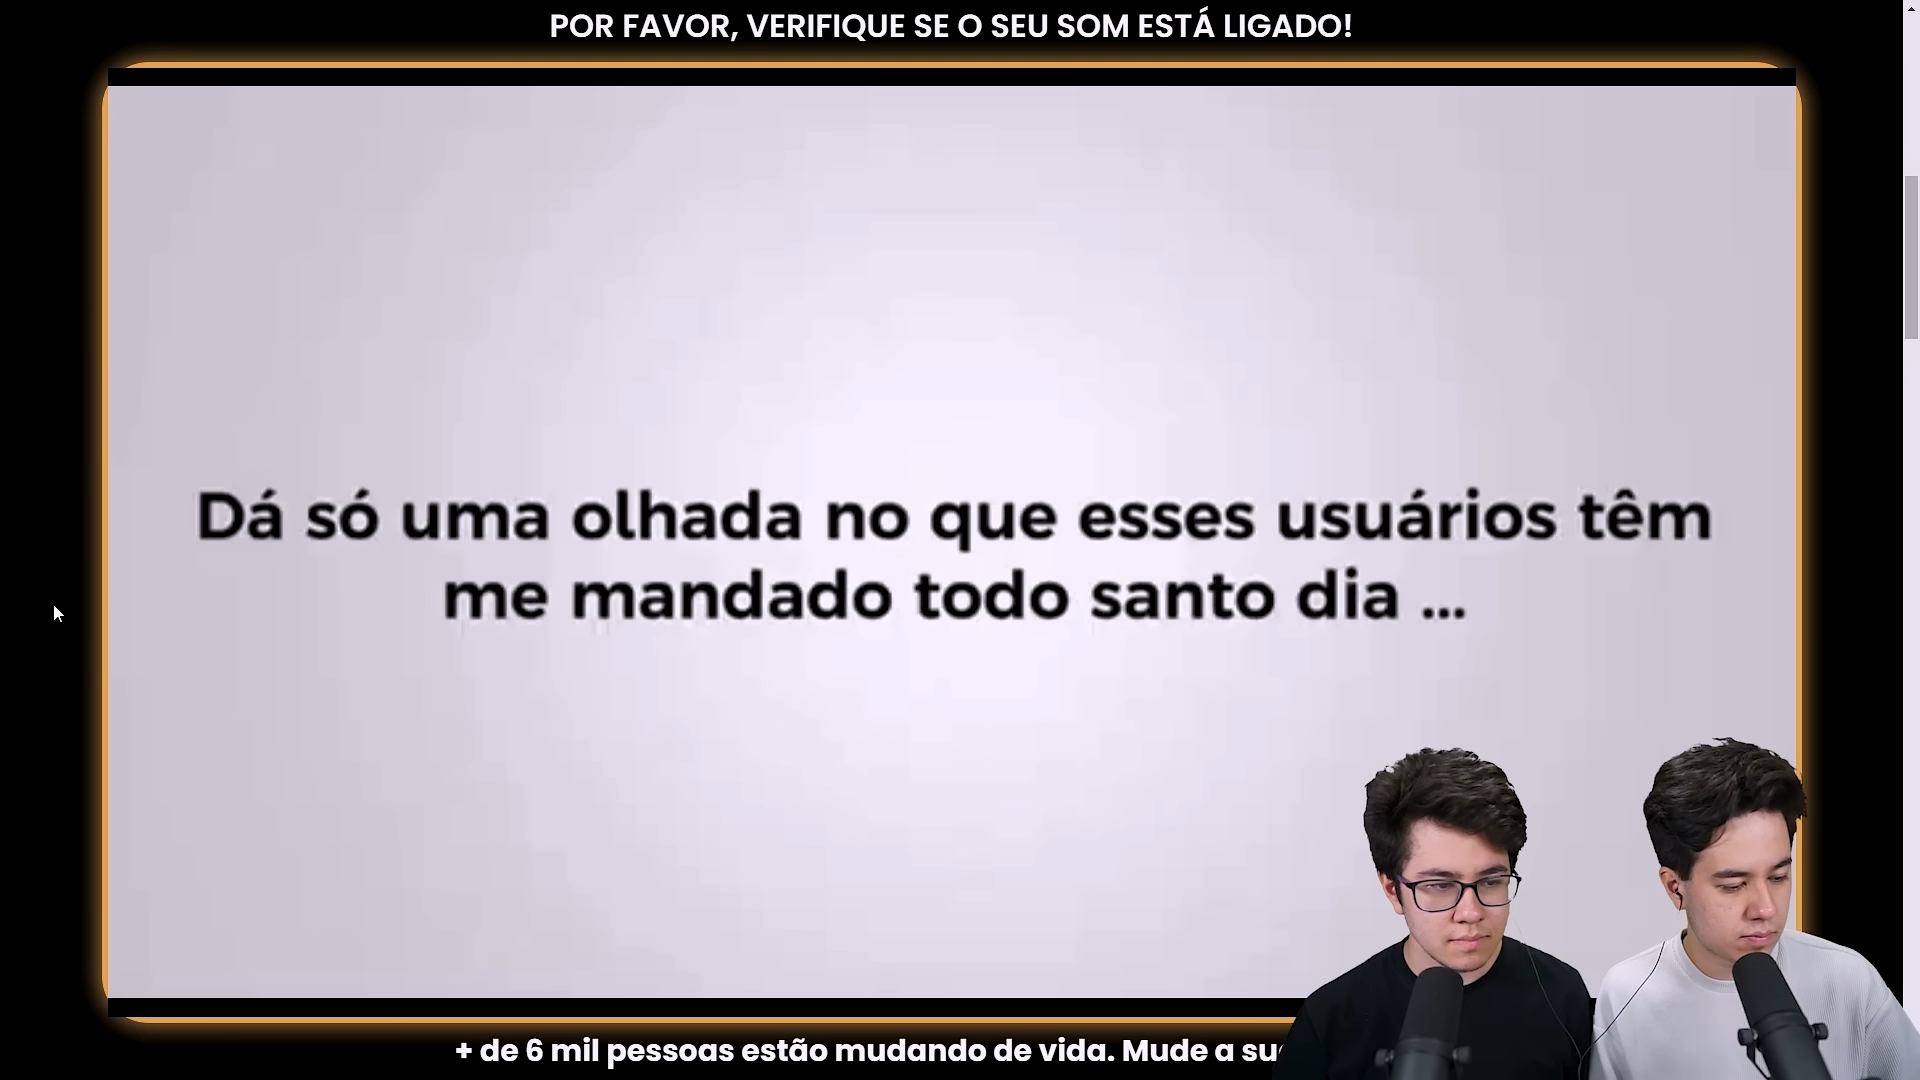 POR FAVOR, VERIFIQUE SE O SEU SOM ESTÁ LIGADO!
Dá só uma olhada no que esses usuários têm
me mandado todo santo dia ...
+ de 6 mil pessoas estão mudando de vida. Mude a